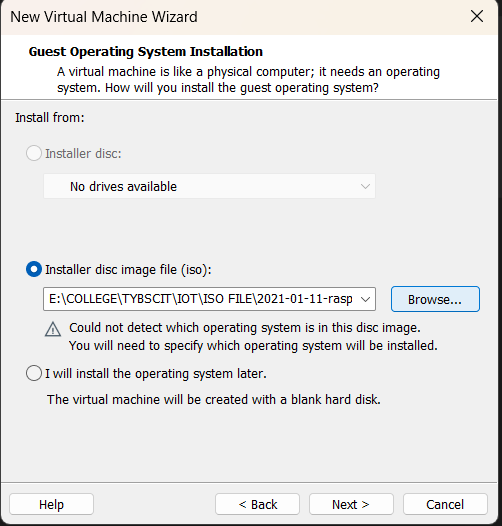 New Virtual Machine Wizard
Guest Operating System Installation
A virtual machine is like a physical computer; it needs an operating
system. How will you install the guest operating system?
Install from:
Installer disc:
No drives available
Installer disc image file (iso):
E:\COLLEGE\TYBSCIT\IOT\ISO FILE\2021-01-11-rasp
Browse...
Could not detect which operating system is in this disc image.
You will need to specify which operating system will be installed.
I will install the operating system later.
The virtual machine will be created with a blank hard disk.
Help
< Back
Next >
Cancel